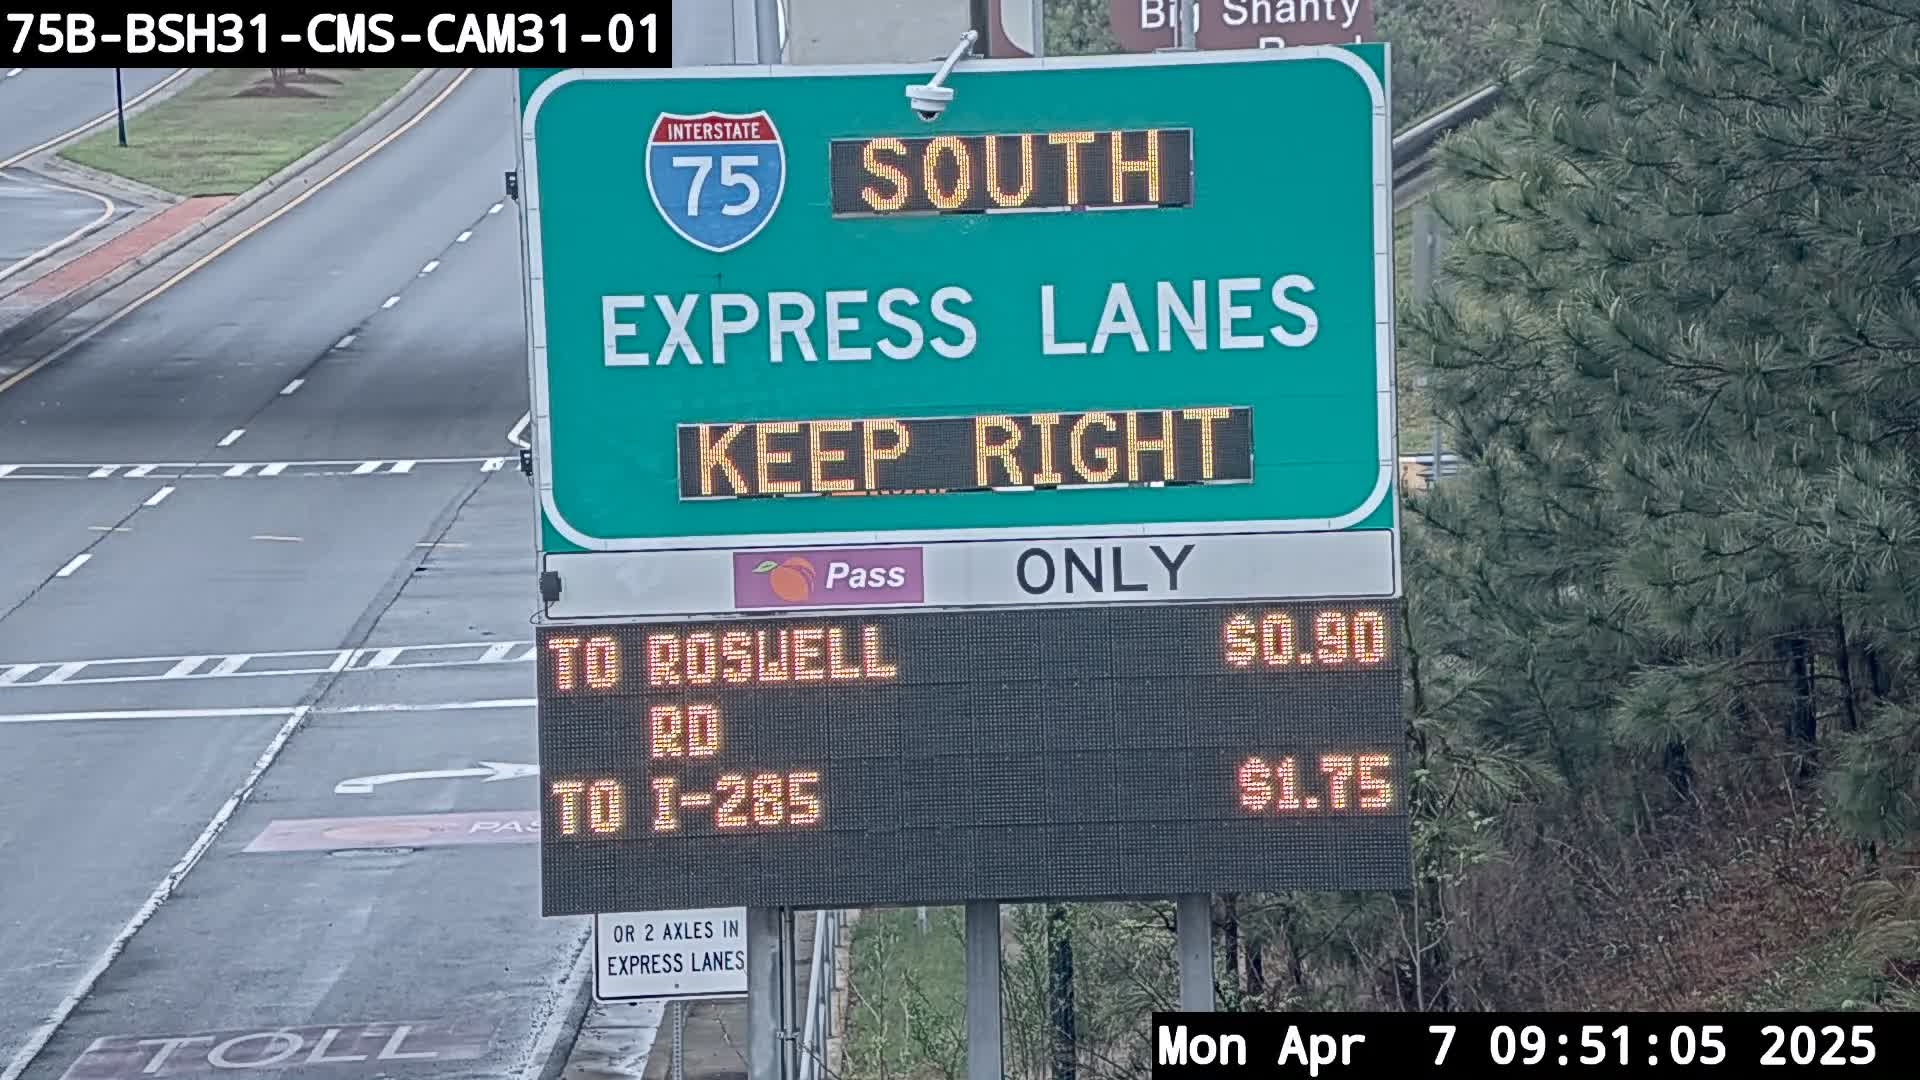 75B-BSH31-CMS-CAM31-01
Big Shanty
INTERSTATE
75
SOUTH
EXPRESS LANES
KEEP RIGHT
Pass ONLY
TO ROSWELL $0.90
RD
TO I-285 $1.75
OR 2 AXLES IN
EXPRESS LANES
TOLL
Mon Apr 7 09:51:05 2025